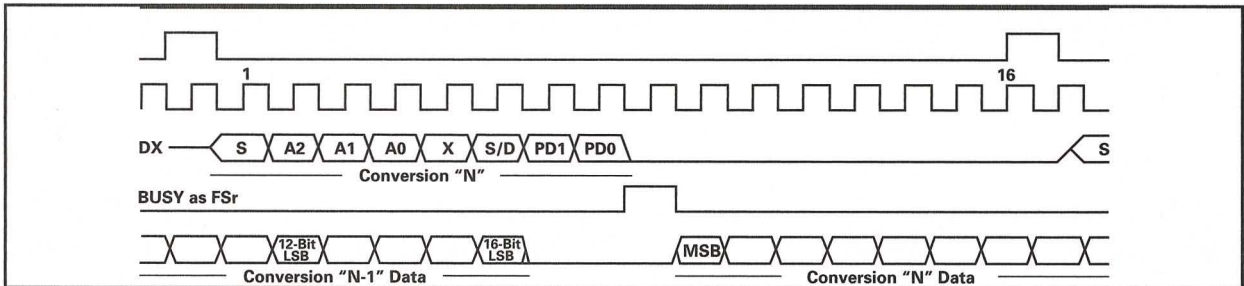 1 16
DX S A2 A1 A0 X S/D PD1 PD0 S
Conversion "N"
BUSY as FSr
12-Bit LSB 16-Bit LSB MSB
Conversion "N-1" Data Conversion "N" Data